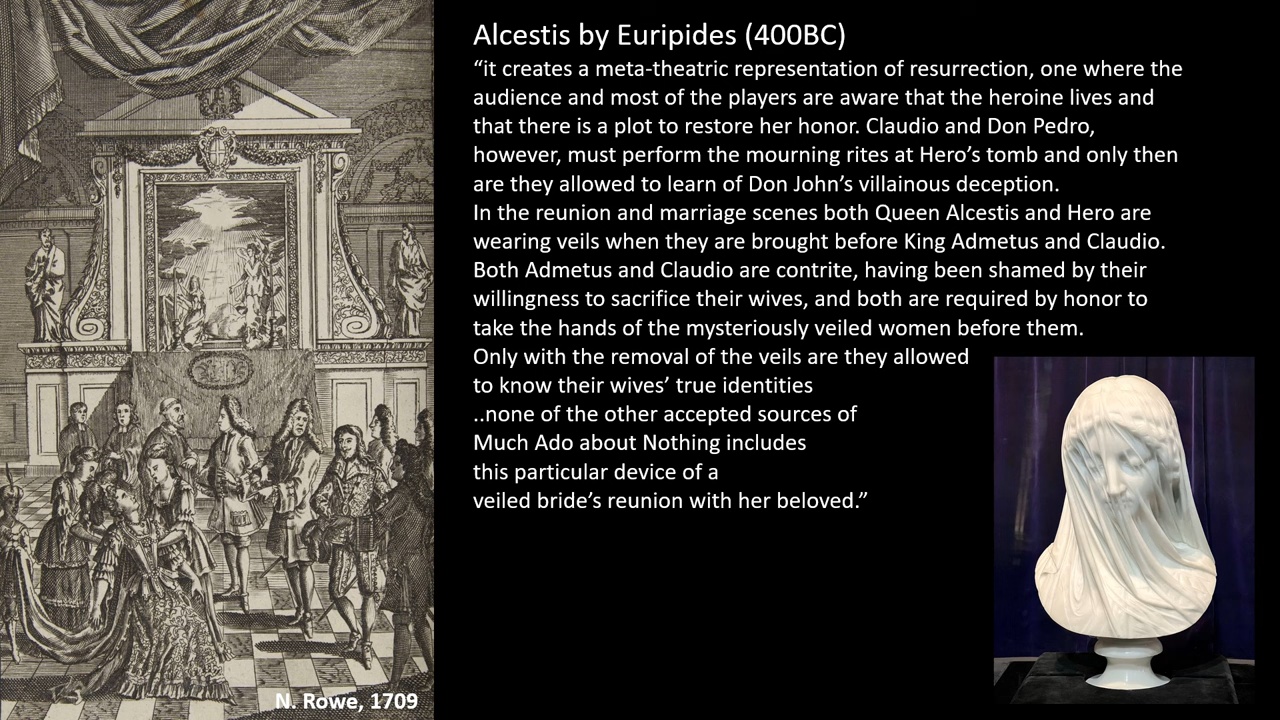 Alcestis by Euripides (400BC)
“it creates a meta-theatric representation of resurrection, one where the
audience and most of the players are aware that the heroine lives and
that there is a plot to restore her honor. Claudio and Don Pedro,
however, must perform the mourning rites at Hero’s tomb and only then
are they allowed to learn of Don John’s villainous deception.
In the reunion and marriage scenes both Queen Alcestis and Hero are
wearing veils when they are brought before King Admetus and Claudio.
Both Admetus and Claudio are contrite, having been shamed by their
willingness to sacrifice their wives, and both are required by honor to
take the hands of the mysteriously veiled women before them.
Only with the removal of the veils are they allowed
to know their wives’ true identities
..none of the other accepted sources of
Much Ado about Nothing includes
this particular device of a
veiled bride’s reunion with her beloved.”
N. Rowe, 1709